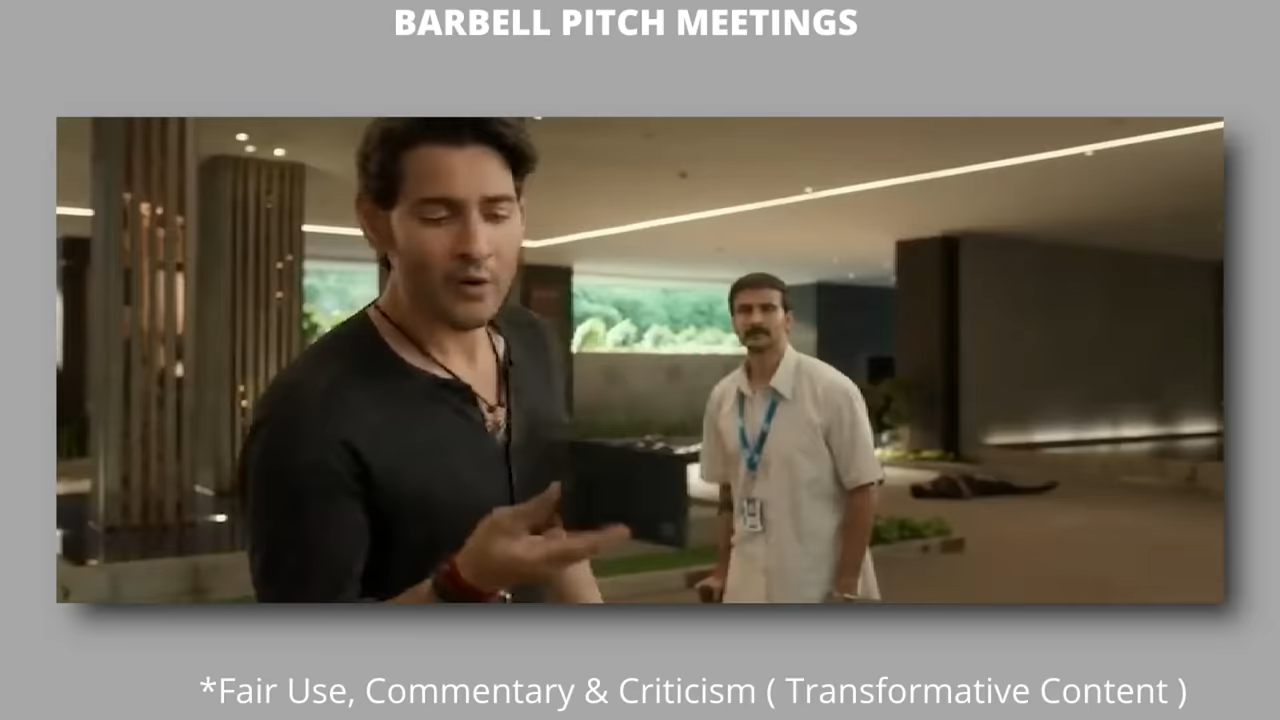 BARBELL PITCH MEETINGS
*Fair Use, Commentary & Criticism ( Transformative Content )